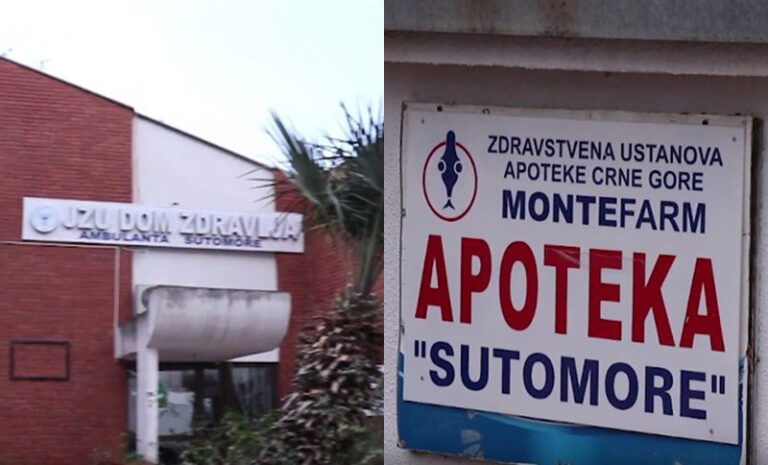 JZU DOM ZDRAVLJA
AMBULANTA SUTOMORE
ZDRAVSTVENA USTANOVA
APOTEKE CRNE GORE
MONTEFARM
APOTEKA
"SUTOMORE"